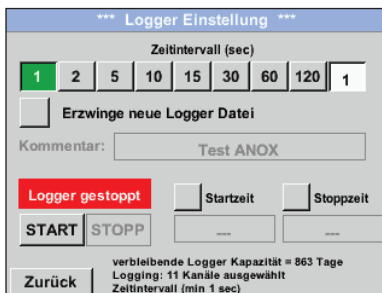 *** Logger Einstellung ***
Zeitintervall (sec)
1 2 5 10 15 30 60 120 1
Erzwinge neue Logger Datei
Kommentar: Test ANOX
Logger gestoppt Startzeit Stoppzeit
START STOPP --- ---
verbleibende Logger Kapazität = 863 Tage
Logging: 11 Kanäle ausgewählt
Zurück Zeitintervall (min 1 sec)